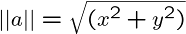 ||a|| = √(x² + y²)